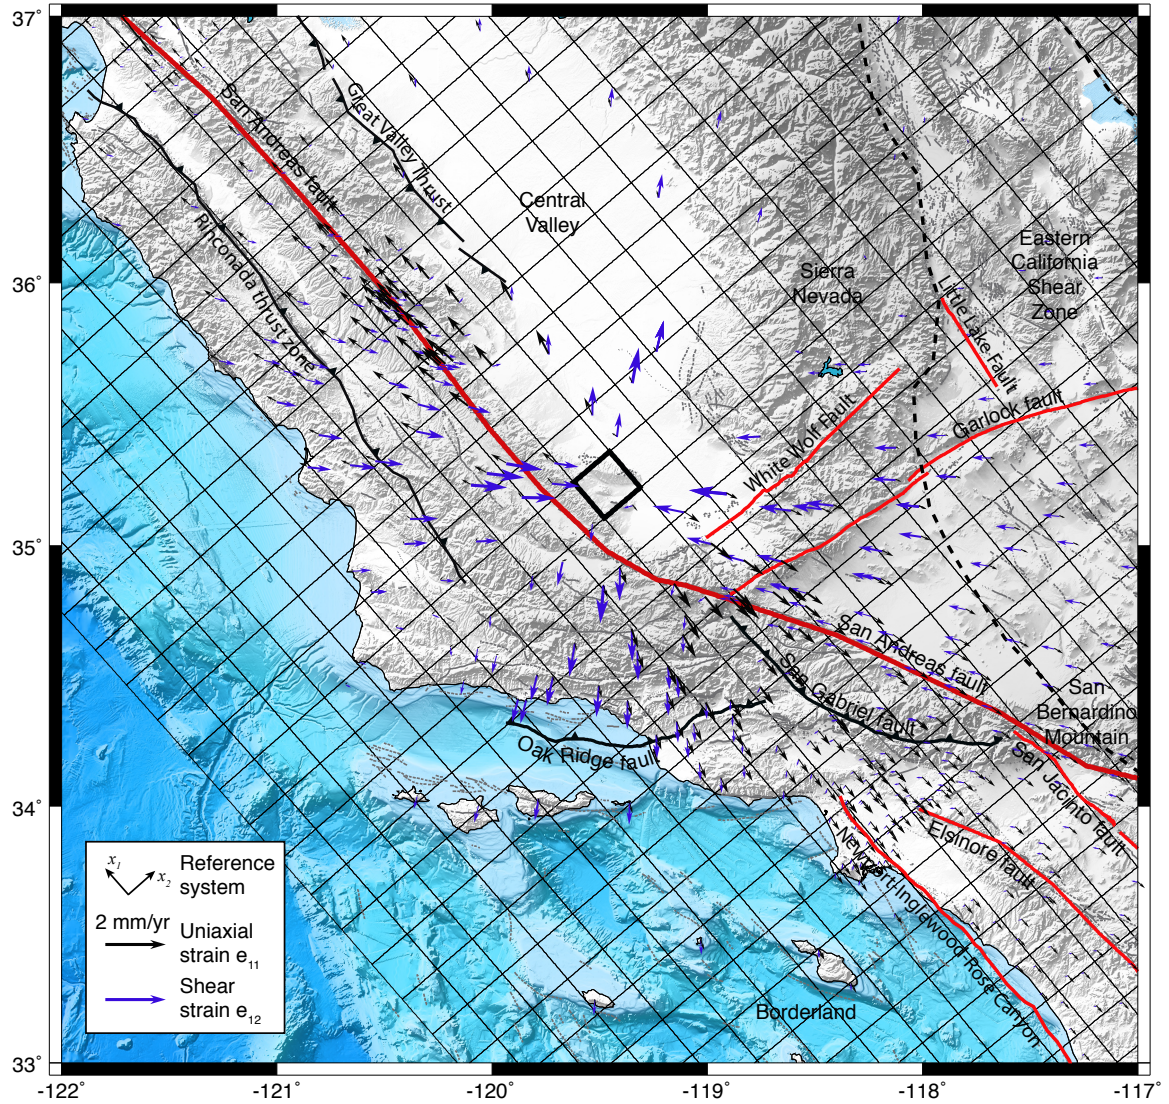 37°
36°
35°
34°
33°
-122
-121
-120
-119
-118
-117
San Andreas fault
Great Valley Thrust
Rinconada thrust zone
Central
Valley
Sierra
Nevada
Eastern
California
Shear
Zone
Little Lake Fault
White Wolf Fault
Garlock fault
San Andreas fault
San Gabriel fault
San
Bernardino
Mountain
Oak Ridge fault
San Jacinto fault
Elsinore fault
Newport-Inglewood-Rose Canyon
Borderland
x1
x2
Reference
system
2 mm/yr
Uniaxial
strain e11
Shear
strain e12